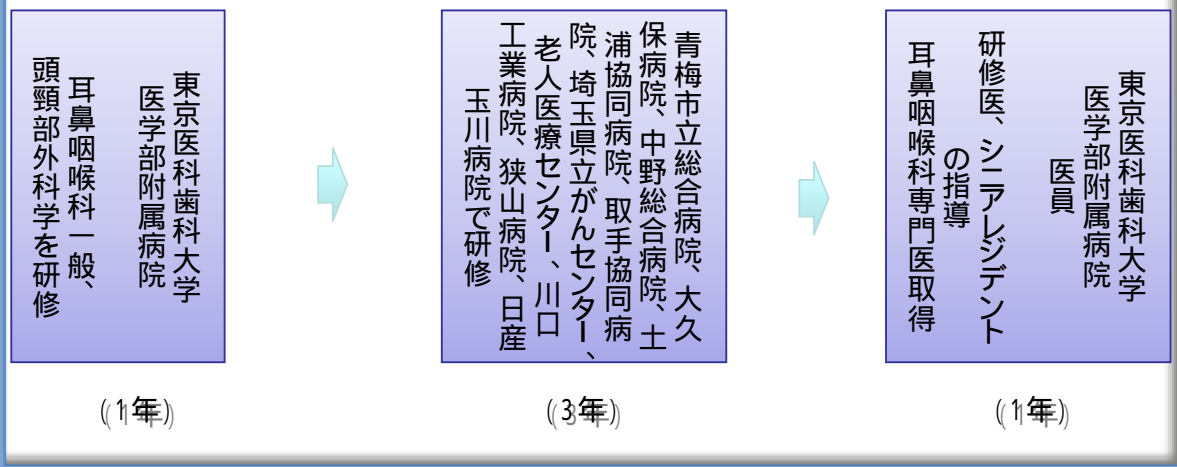 東京医科歯科大学
医学部附属病院
耳鼻咽喉科一般、
頭頸部外科学を研修
(1年)
青梅市立総合病院、大久
保病院、中野総合病院、土
浦協同病院、取手協同病
院、埼玉県立がんセンター、
老人医療センター、川口
工業病院、狭山病院、日産
玉川病院で研修
(3年)
東京医科歯科大学
医学部附属病院
医員
研修医、シニアレジデント
の指導
耳鼻咽喉科専門医取得
(1年)